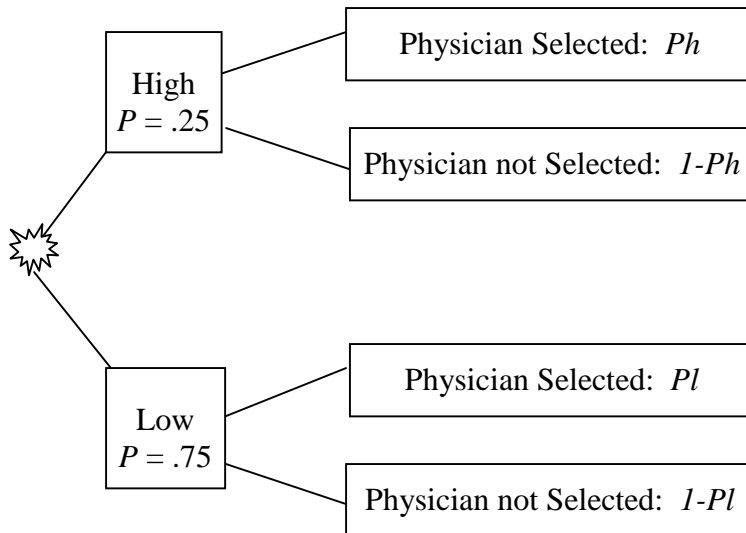 Physician Selected: Ph
High
P = .25
Physician not Selected: 1-Ph
Physician Selected: Pl
Low
P = .75
Physician not Selected: 1-Pl